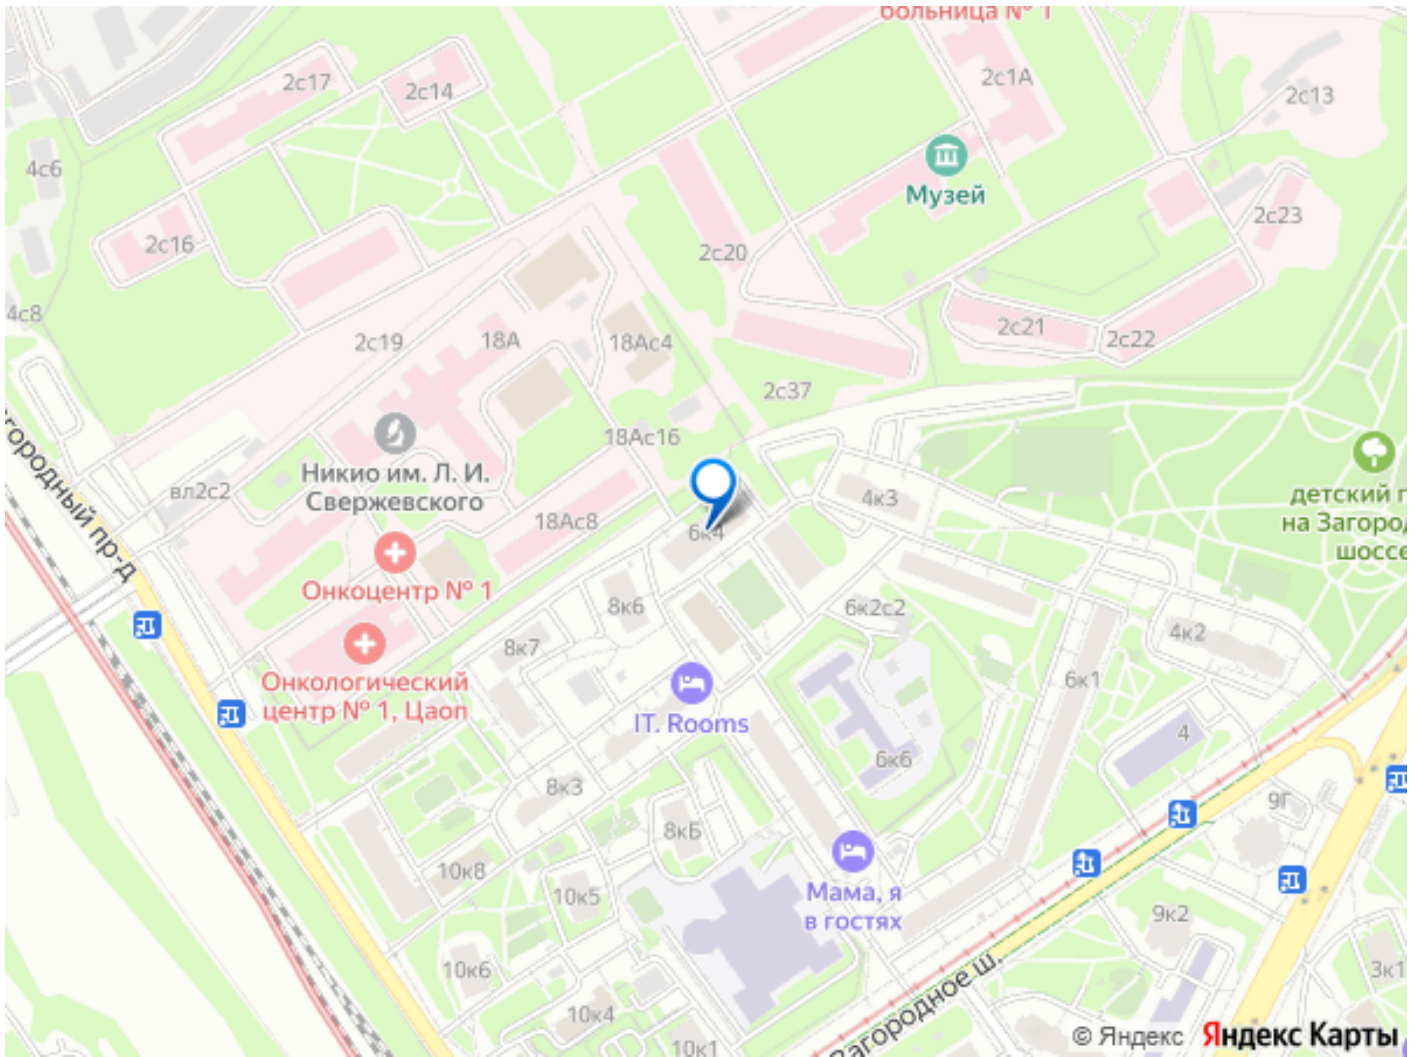 больница № 1
2с17
2с14
2с1А
2с13
4с6
Музей
2с16
2с20
2с23
4с8
2с19
18А
18Ас4
2с21
2с22
2с37
18Ас16
Никио им. Л. И.
Свержевского
вл2с2
18Ас8
4к3
6к4
детский п
на Загород
шоссе
городный пр-д
Онкоцентр № 1
8к6
6к2с2
4к2
8к7
6к1
Онкологический
центр № 1, Цаоп
IT. Rooms
4
6к6
8к3
9Г
8кБ
10к8
10к5
Мама, я
в гостях
9к2
10к6
3к1
10к4
Загородное ш.
10к1
© Яндекс Яндекс Карты